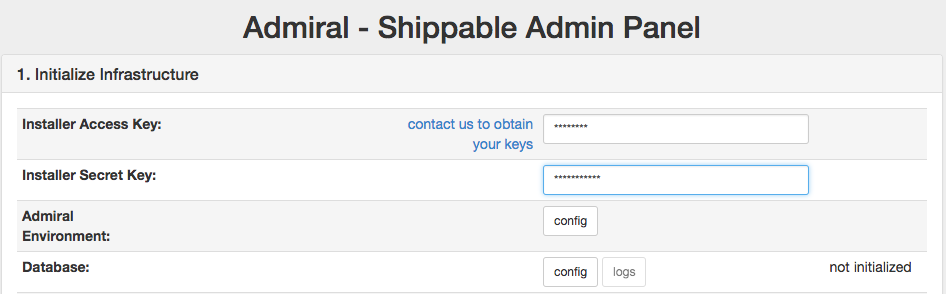 Admiral - Shippable Admin Panel
1. Initialize Infrastructure
Installer Access Key:
contact us to obtain
your keys
********
Installer Secret Key:
***********
Admiral
Environment:
config
Database:
config logs not initialized